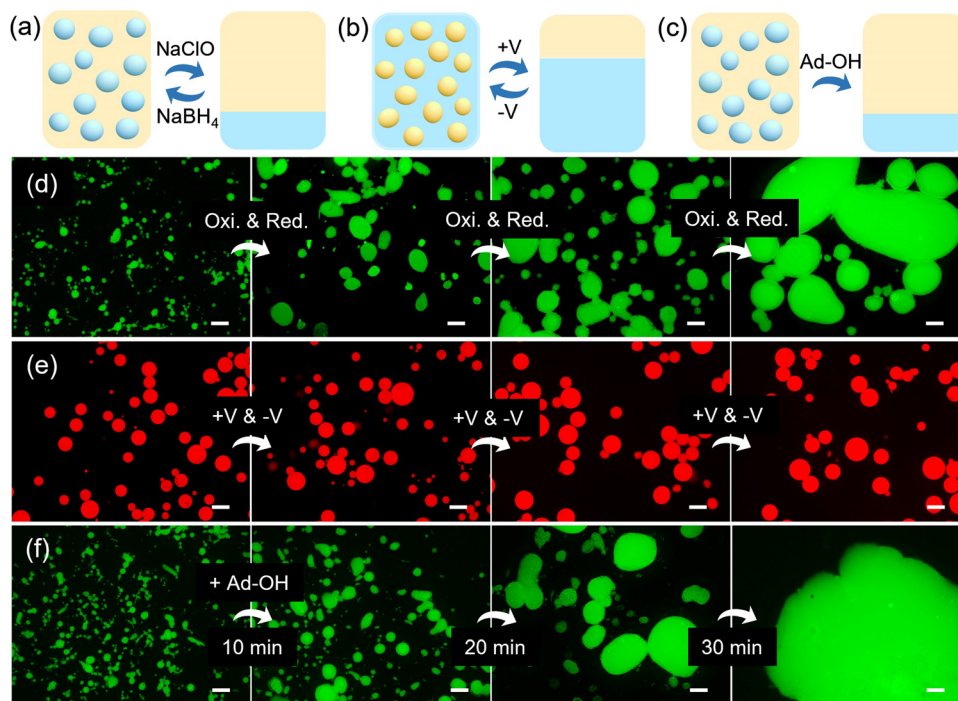 (a)
NaClO
NaBH₄
(b)
+V
-V
(c)
Ad-OH
(d)
Oxi. & Red.
Oxi. & Red.
Oxi. & Red.
(e)
+V & -V
+V & -V
+V & -V
(f)
+ Ad-OH
10 min
20 min
30 min